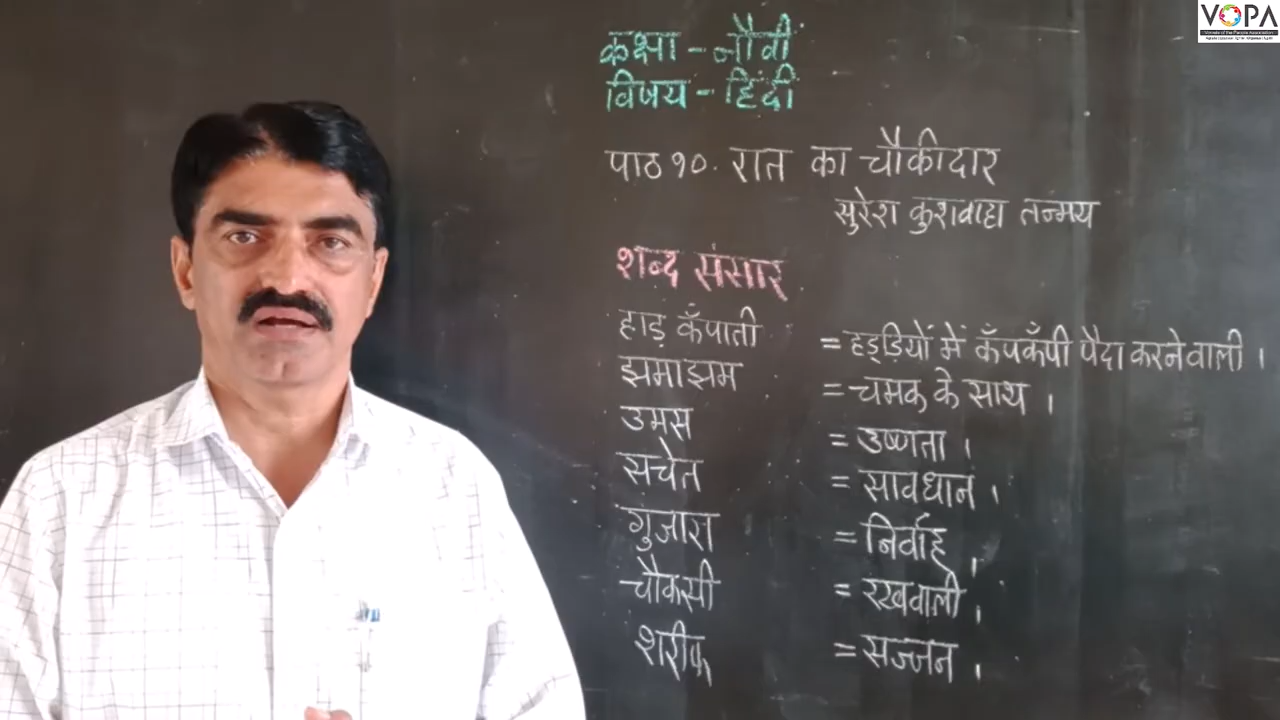 VOPA
कक्षा - नौवीं
विषय - हिंदी
पाठ १०. रात का चौकीदार
सुरेश कुशवाहा तन्मय
शब्द संसार
हाड़ कँपाती = हड्डियों में कँपकँपी पैदा करनेवाली ।
झमाझम = चमक के साथ ।
उमस = उष्णता ।
सचेत = सावधान ।
गुजारा = निर्वाह ।
चौकसी = रखवाली ।
शरीफ = सज्जन ।